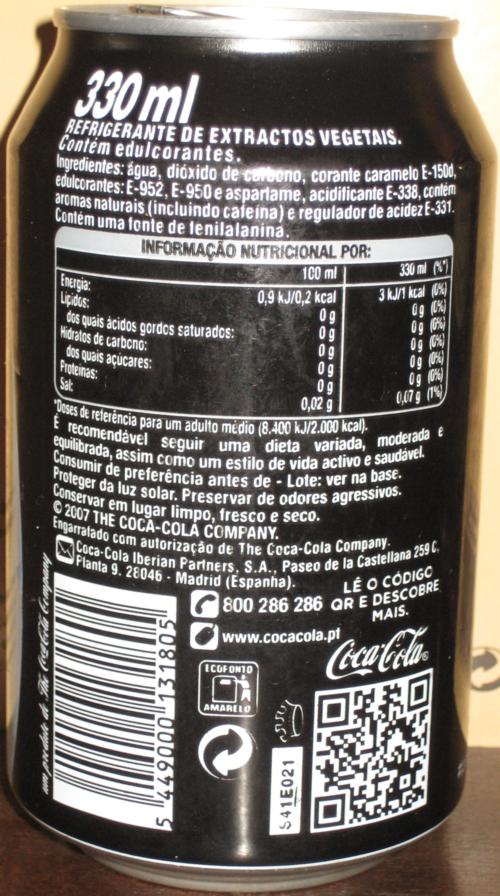 330 ml
REFRIGERANTE DE EXTRACTOS VEGETAIS.
Contém edulcorantes.
Ingredientes: água, dióxido de carbono, corante caramelo E-150d,
edulcorantes: E-952, E-950 e aspartame, acidificante E-338, contém
aromas naturais (incluindo cafeína) e regulador de acidez E-331.
Contém uma fonte de fenilalanina.
INFORMAÇÃO NUTRICIONAL POR:
100 ml 330 ml (%*)
Energia: 0,9 kJ/0,2 kcal 3 kJ/1 kcal (0%)
Lípidos: 0 g 0 g (0%)
dos quais ácidos gordos saturados: 0 g 0 g (0%)
Hidratos de carbono: 0 g 0 g (0%)
dos quais açúcares: 0 g 0 g (0%)
Proteínas: 0 g 0 g (0%)
Sal: 0,02 g 0,07 g (1%)
*Doses de referência para um adulto médio (8.400 kJ/2.000 kcal).
É recomendável seguir uma dieta variada, moderada e
equilibrada, assim como um estilo de vida activo e saudável.
Consumir de preferência antes de - Lote: ver na base.
Proteger da luz solar. Preservar de odores agressivos.
Conservar em lugar limpo, fresco e seco.
© 2007 THE COCA-COLA COMPANY.
Engarrafado com autorização de The Coca-Cola Company.
Coca-Cola Iberian Partners, S.A., Paseo de la Castellana 259 C,
Planta 9. 28046 - Madrid (Espanha).
800 286 286
www.cocacola.pt
LÊ O CÓDIGO
QR E DESCOBRE
MAIS.
Coca-Cola®
ECOPONTO
AMARELO
S41E021
5 449000 131805
um produto de The Coca-Cola Company